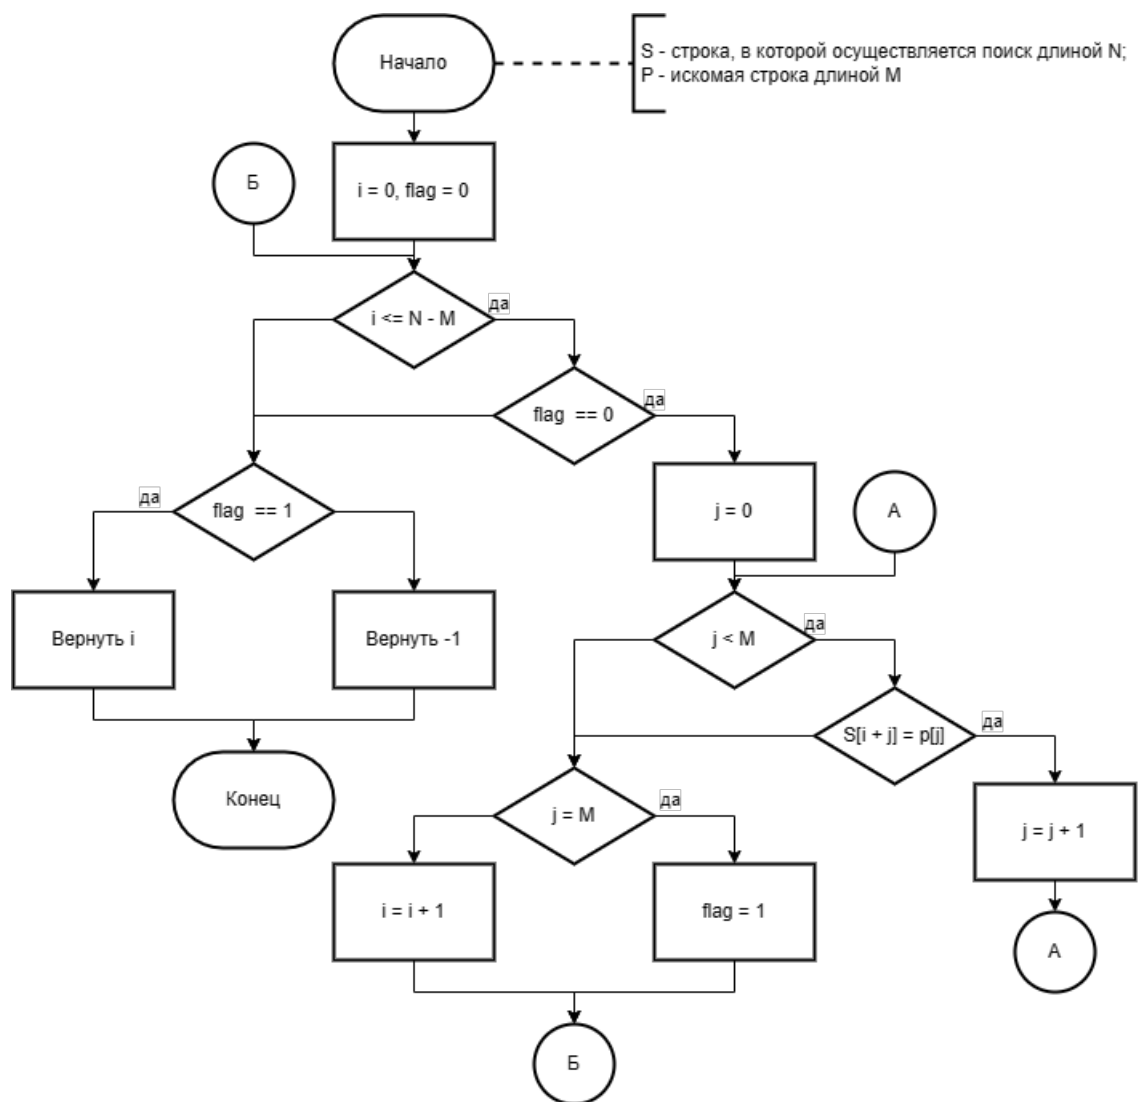 Начало
S - строка, в которой осуществляется поиск длиной N;
P - искомая строка длиной M
Б
i = 0, flag = 0
i <= N - M
да
flag == 0
да
flag == 1
да
j = 0
А
Вернуть i
Вернуть -1
j < M
да
S[i + j] = p[j]
да
Конец
j = M
да
j = j + 1
i = i + 1
flag = 1
А
Б